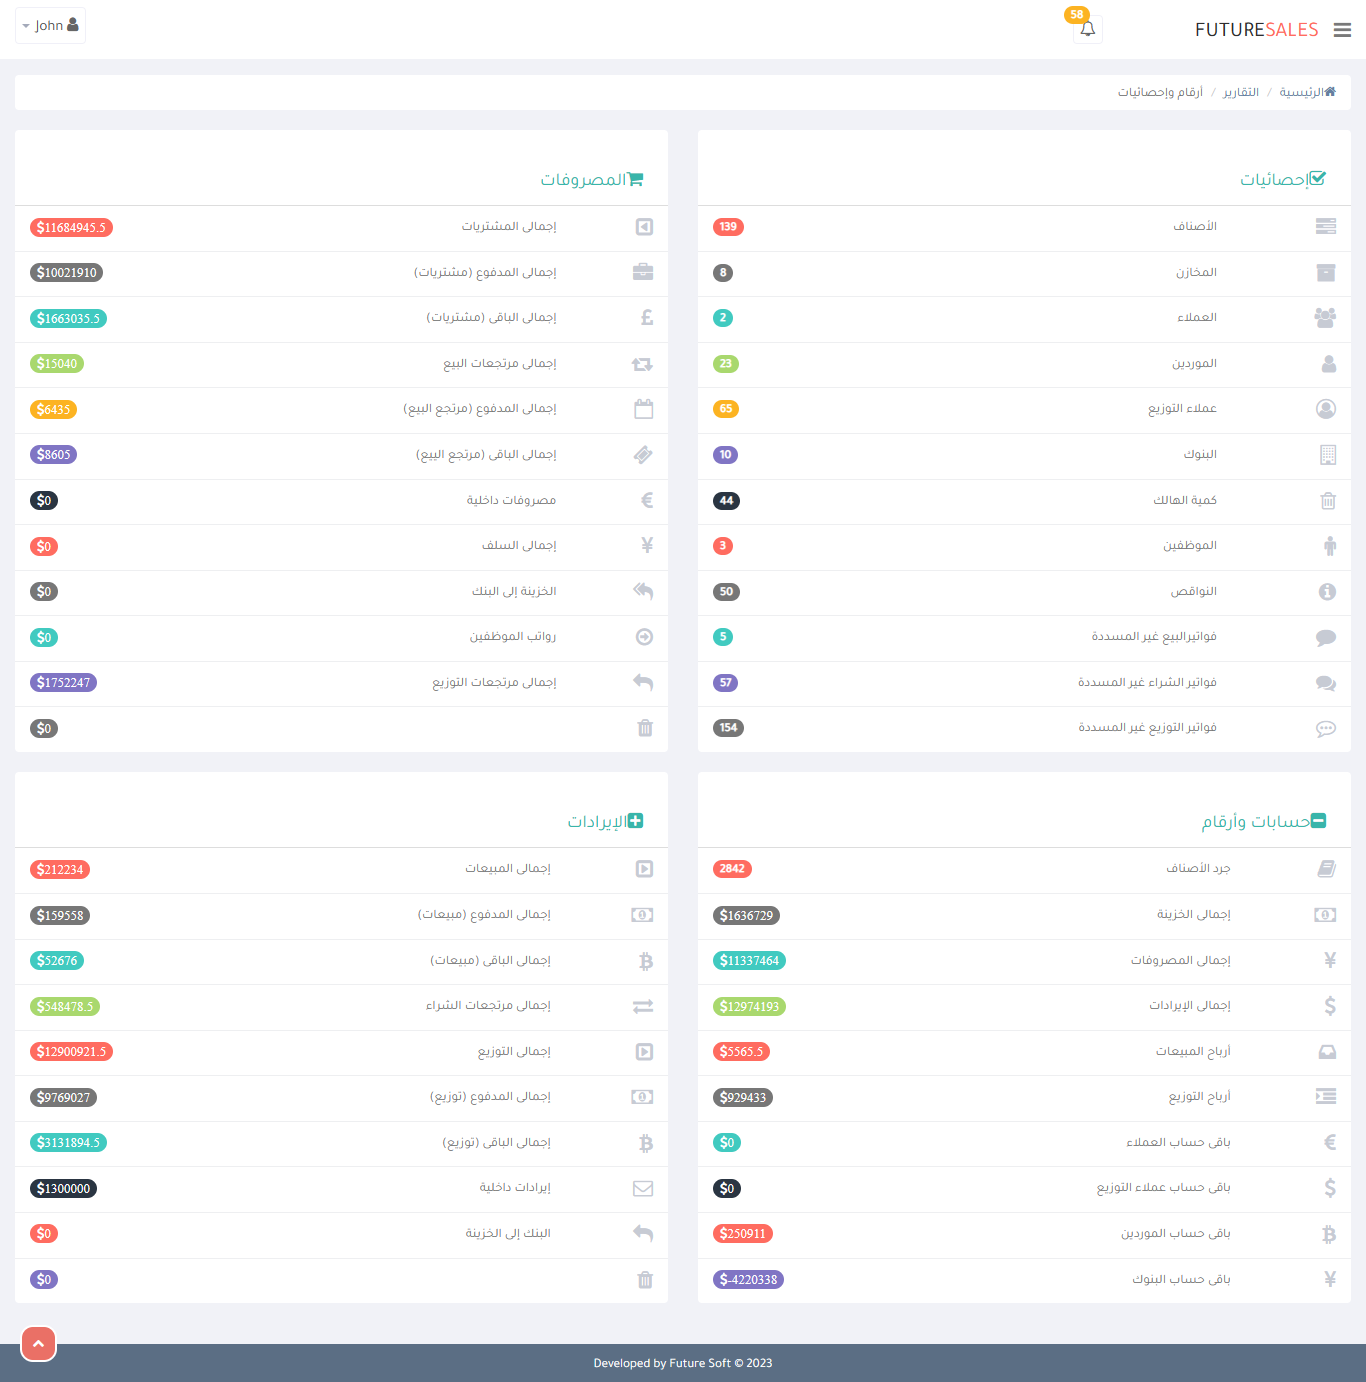 FUTURESALES
58
John
الرئيسية / التقارير / أرقام وإحصائيات
إحصائيات
الأصناف 139
المخازن 8
العملاء 2
الموردين 23
عملاء التوزيع 65
البنوك 10
كمية الهالك 44
الموظفين 3
النواقص 50
فواتيرالبيع غير المسددة 5
فواتير الشراء غير المسددة 57
فواتير التوزيع غير المسددة 154
المصروفات
إجمالى المشتريات $11684945.5
إجمالى المدفوع (مشتريات) $10021910
إجمالى الباقى (مشتريات) $1663035.5
إجمالى مرتجعات البيع $15040
إجمالى المدفوع (مرتجع البيع) $6435
إجمالى الباقى (مرتجع البيع) $8605
مصروفات داخلية $0
إجمالى السلف $0
الخزينة إلى البنك $0
رواتب الموظفين $0
إجمالى مرتجعات التوزيع $1752247
$0
حسابات وأرقام
جرد الأصناف 2842
إجمالى الخزينة $1636729
إجمالى المصروفات $11337464
إجمالى الإيرادات $12974193
أرباح المبيعات $5565.5
أرباح التوزيع $929433
باقى حساب العملاء $0
باقى حساب عملاء التوزيع $0
باقى حساب الموردين $250911
باقى حساب البنوك $-4220338
الإيرادات
إجمالى المبيعات $212234
إجمالى المدفوع (مبيعات) $159558
إجمالى الباقى (مبيعات) $52676
إجمالى مرتجعات الشراء $548478.5
إجمالى التوزيع $12900921.5
إجمالى المدفوع (توزيع) $9769027
إجمالى الباقى (توزيع) $3131894.5
إيرادات داخلية $1300000
البنك إلى الخزينة $0
$0
Developed by Future Soft © 2023